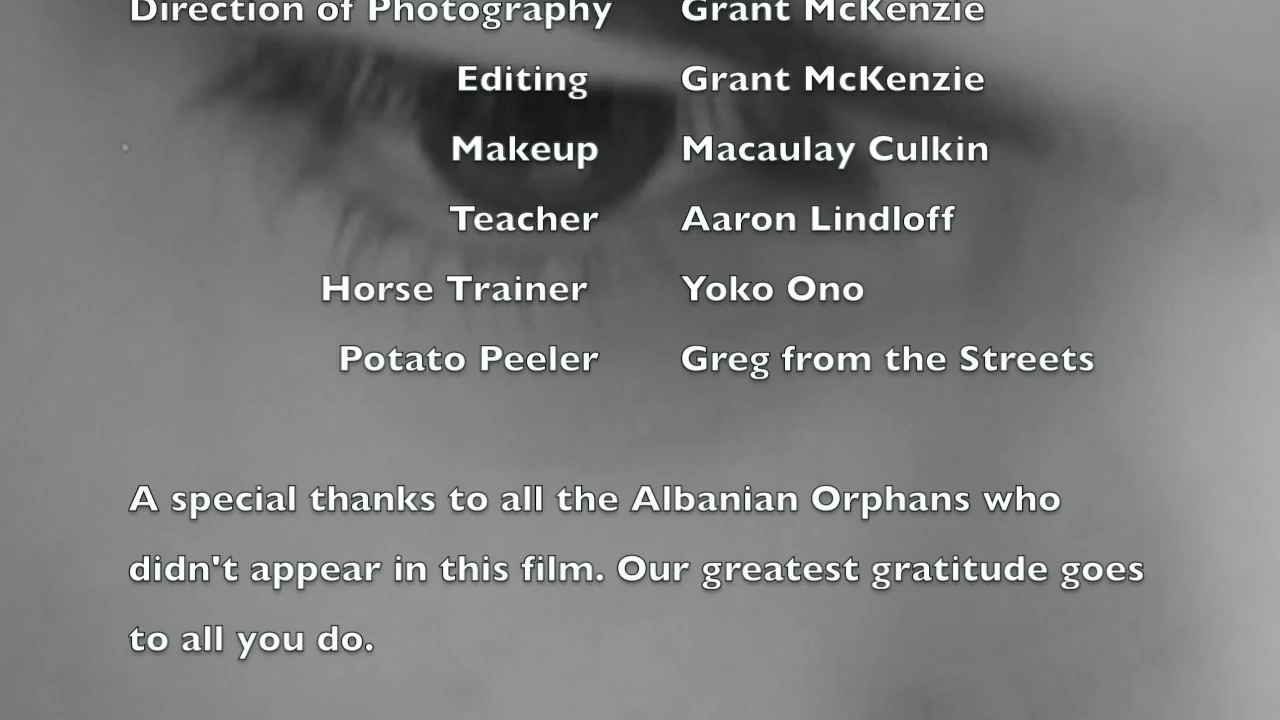 Direction of Photography Grant McKenzie
Editing Grant McKenzie
Makeup Macaulay Culkin
Teacher Aaron Lindloff
Horse Trainer Yoko Ono
Potato Peeler Greg from the Streets
A special thanks to all the Albanian Orphans who
didn't appear in this film. Our greatest gratitude goes
to all you do.